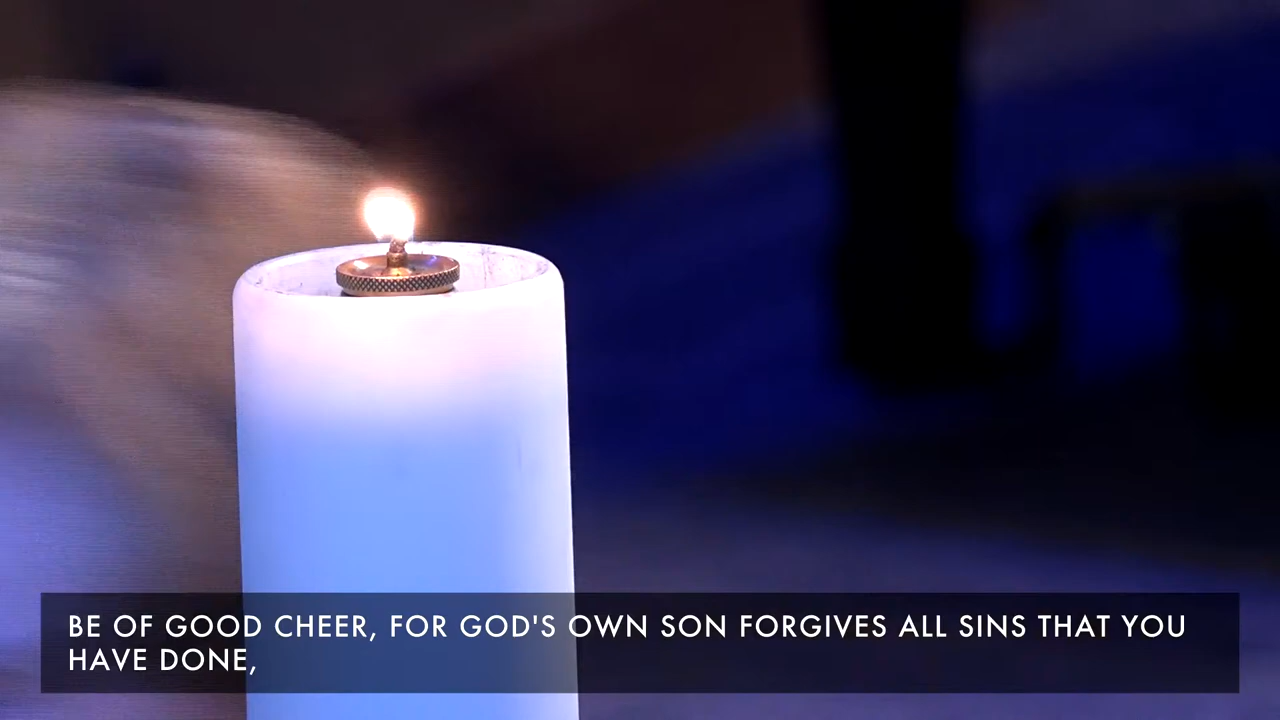 BE OF GOOD CHEER, FOR GOD'S OWN SON FORGIVES ALL SINS THAT YOU
HAVE DONE,